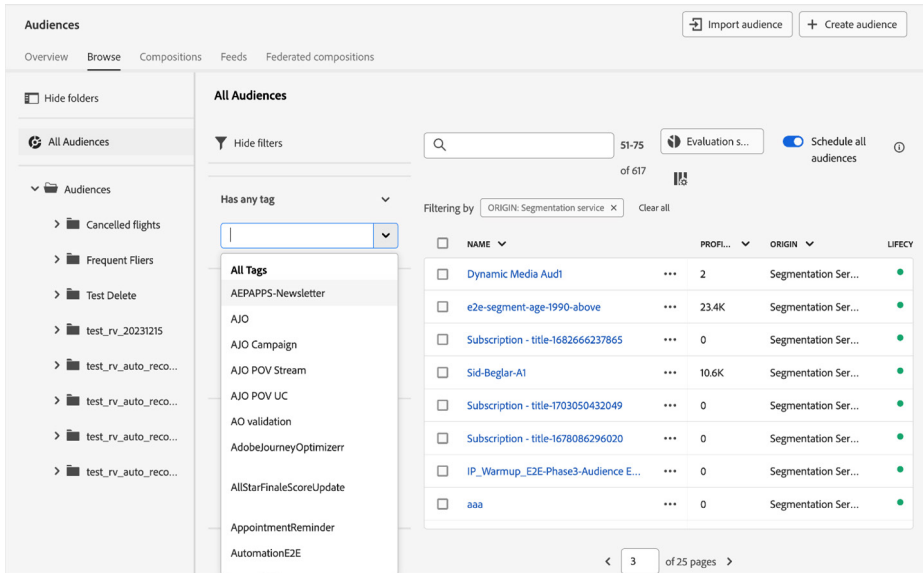 Audiences
Import audience
Create audience
Overview Browse Compositions Feeds Federated compositions
Hide folders
All Audiences
Audiences
Cancelled flights
Frequent Fliers
Test Delete
test_rv_20231215
test_rv_auto_reco...
test_rv_auto_reco...
test_rv_auto_reco...
test_rv_auto_reco...
All Audiences
Hide filters
Has any tag
All Tags
AEPAPPS-Newsletter
AJO
AJO Campaign
AJO POV Stream
AJO POV UC
AO validation
AdobeJourneyOptimizerr
AllStarFinaleScoreUpdate
AppointmentReminder
AutomationE2E
51-75
of 617
Evaluation s...
Schedule all
audiences
Filtering by ORIGIN: Segmentation service Clear all
NAME PROFI... ORIGIN LIFECY
Dynamic Media Aud1 ... 2 Segmentation Ser...
e2e-segment-age-1990-above ... 23.4K Segmentation Ser...
Subscription - title-1682666237865 ... 0 Segmentation Ser...
Sid-Beglar-A1 ... 10.6K Segmentation Ser...
Subscription - title-1703050432049 ... 0 Segmentation Ser...
Subscription - title-1678086296020 ... 0 Segmentation Ser...
IP_Warmup_E2E-Phase3-Audience E... ... 0 Segmentation Ser...
aaa ... 0 Segmentation Ser...
3 of 25 pages